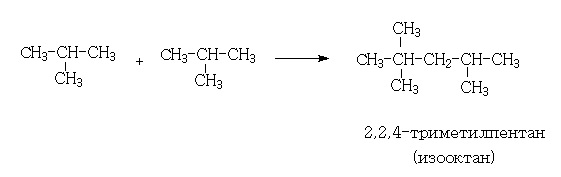 CH₃
CH₃−CH−CH₃ + CH₃−CH−CH₃ → CH₃−C−CH₂−CH−CH₃
CH₃ CH₃ CH₃ CH₃
2,2,4-триметилпентан
(изооктан)